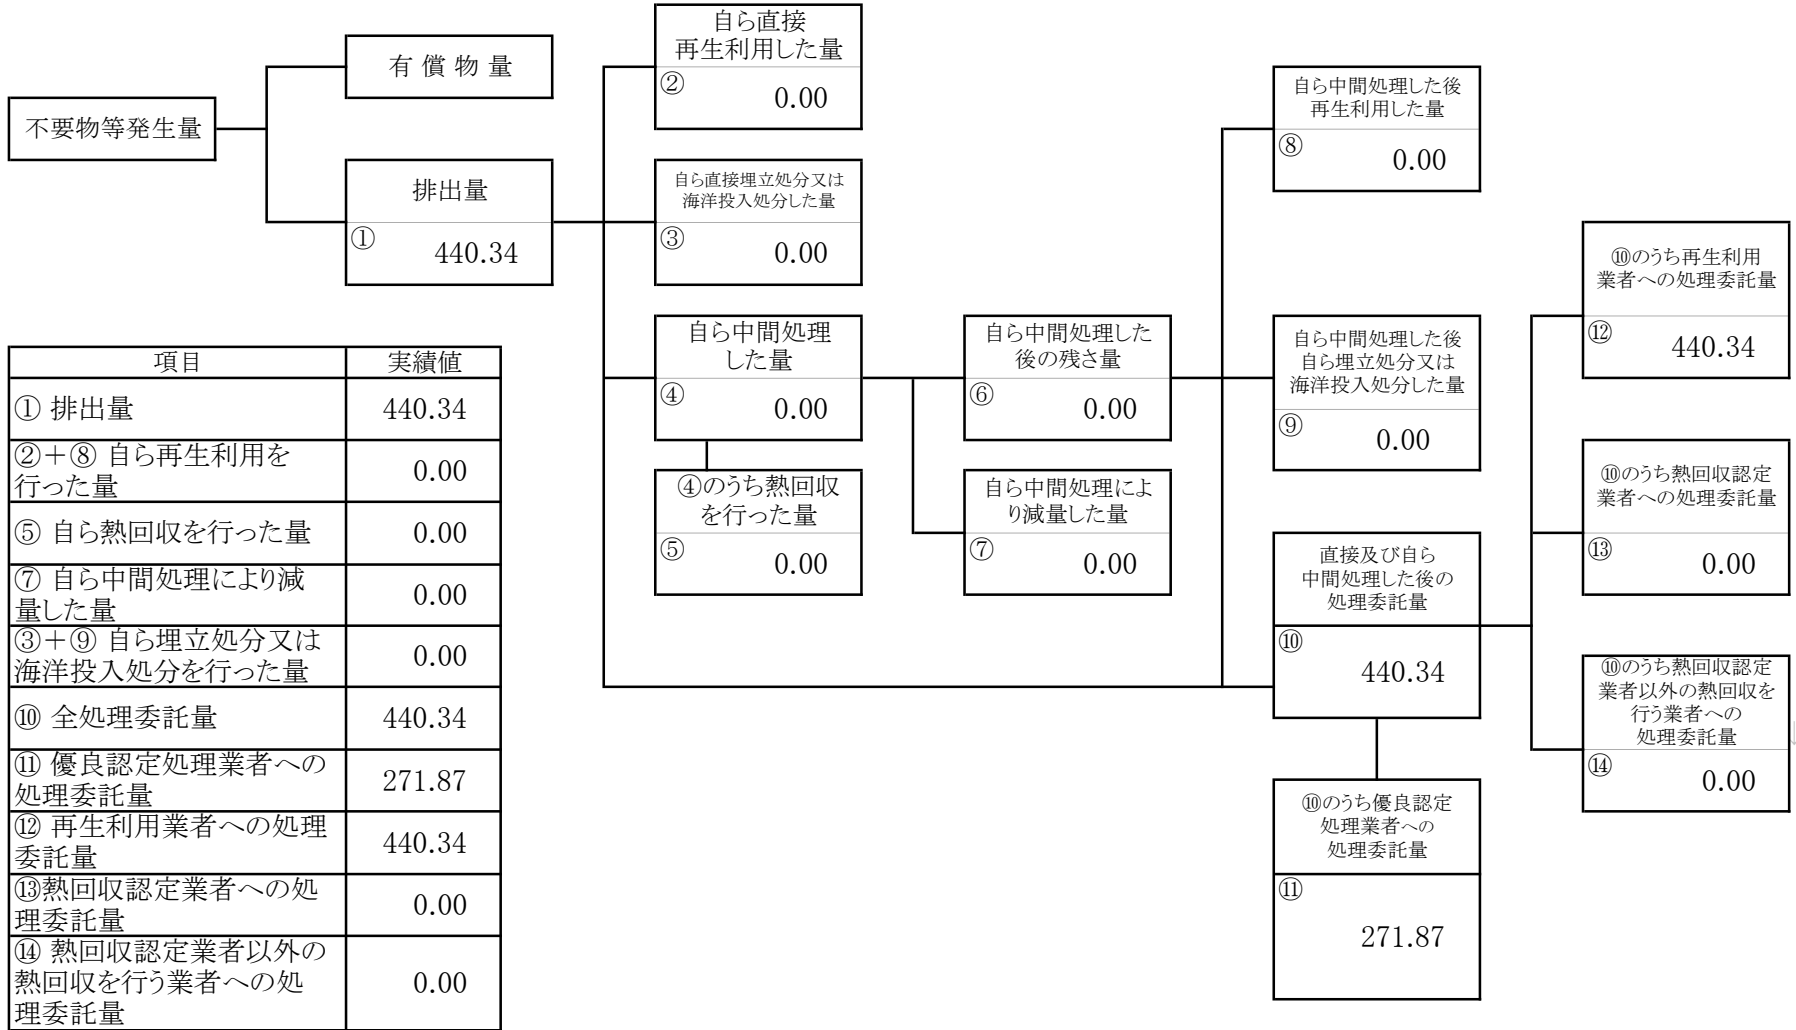 不要物等発生量
有 償 物 量
排出量
①
440.34
自ら直接
再生利用した量
②
0.00
自ら直接埋立処分又は
海洋投入処分した量
③
0.00
自ら中間処理
した量
④
0.00
④のうち熱回収
を行った量
⑤
0.00
自ら中間処理した
後の残さ量
⑥
0.00
自ら中間処理によ
り減量した量
⑦
0.00
自ら中間処理した後
再生利用した量
⑧
0.00
自ら中間処理した後
自ら埋立処分又は
海洋投入処分した量
⑨
0.00
直接及び自ら
中間処理した後の
処理委託量
⑩
440.34
⑩のうち優良認定
処理業者への
処理委託量
⑪
271.87
⑩のうち再生利用
業者への処理委託量
⑫
440.34
⑩のうち熱回収認定
業者への処理委託量
⑬
0.00
⑩のうち熱回収認定
業者以外の熱回収を
行う業者への
処理委託量
⑭
0.00
項目 実績値
① 排出量 440.34
②+⑧ 自ら再生利用を
行った量 0.00
⑤ 自ら熱回収を行った量 0.00
⑦ 自ら中間処理により減
量した量 0.00
③+⑨ 自ら埋立処分又は
海洋投入処分を行った量 0.00
⑩ 全処理委託量 440.34
⑪ 優良認定処理業者への
処理委託量 271.87
⑫ 再生利用業者への処理
委託量 440.34
⑬熱回収認定業者への処
理委託量 0.00
⑭ 熱回収認定業者以外の
熱回収を行う業者への処
理委託量 0.00